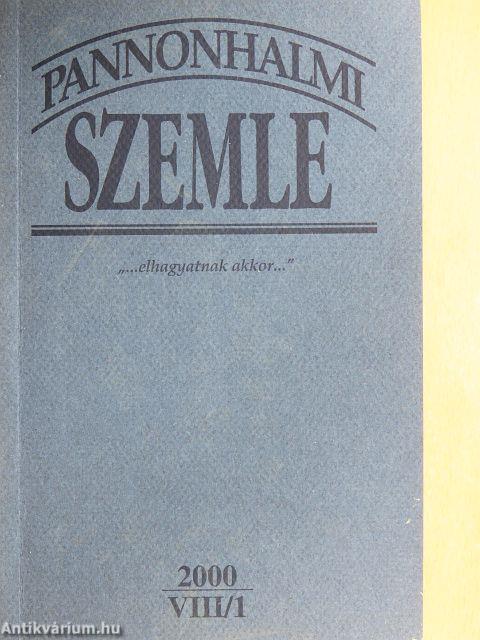 PANNONHALMI
SZEMLE
„...elhagyatnak akkor..."
2000
VIII/1
Antikvárium.hu